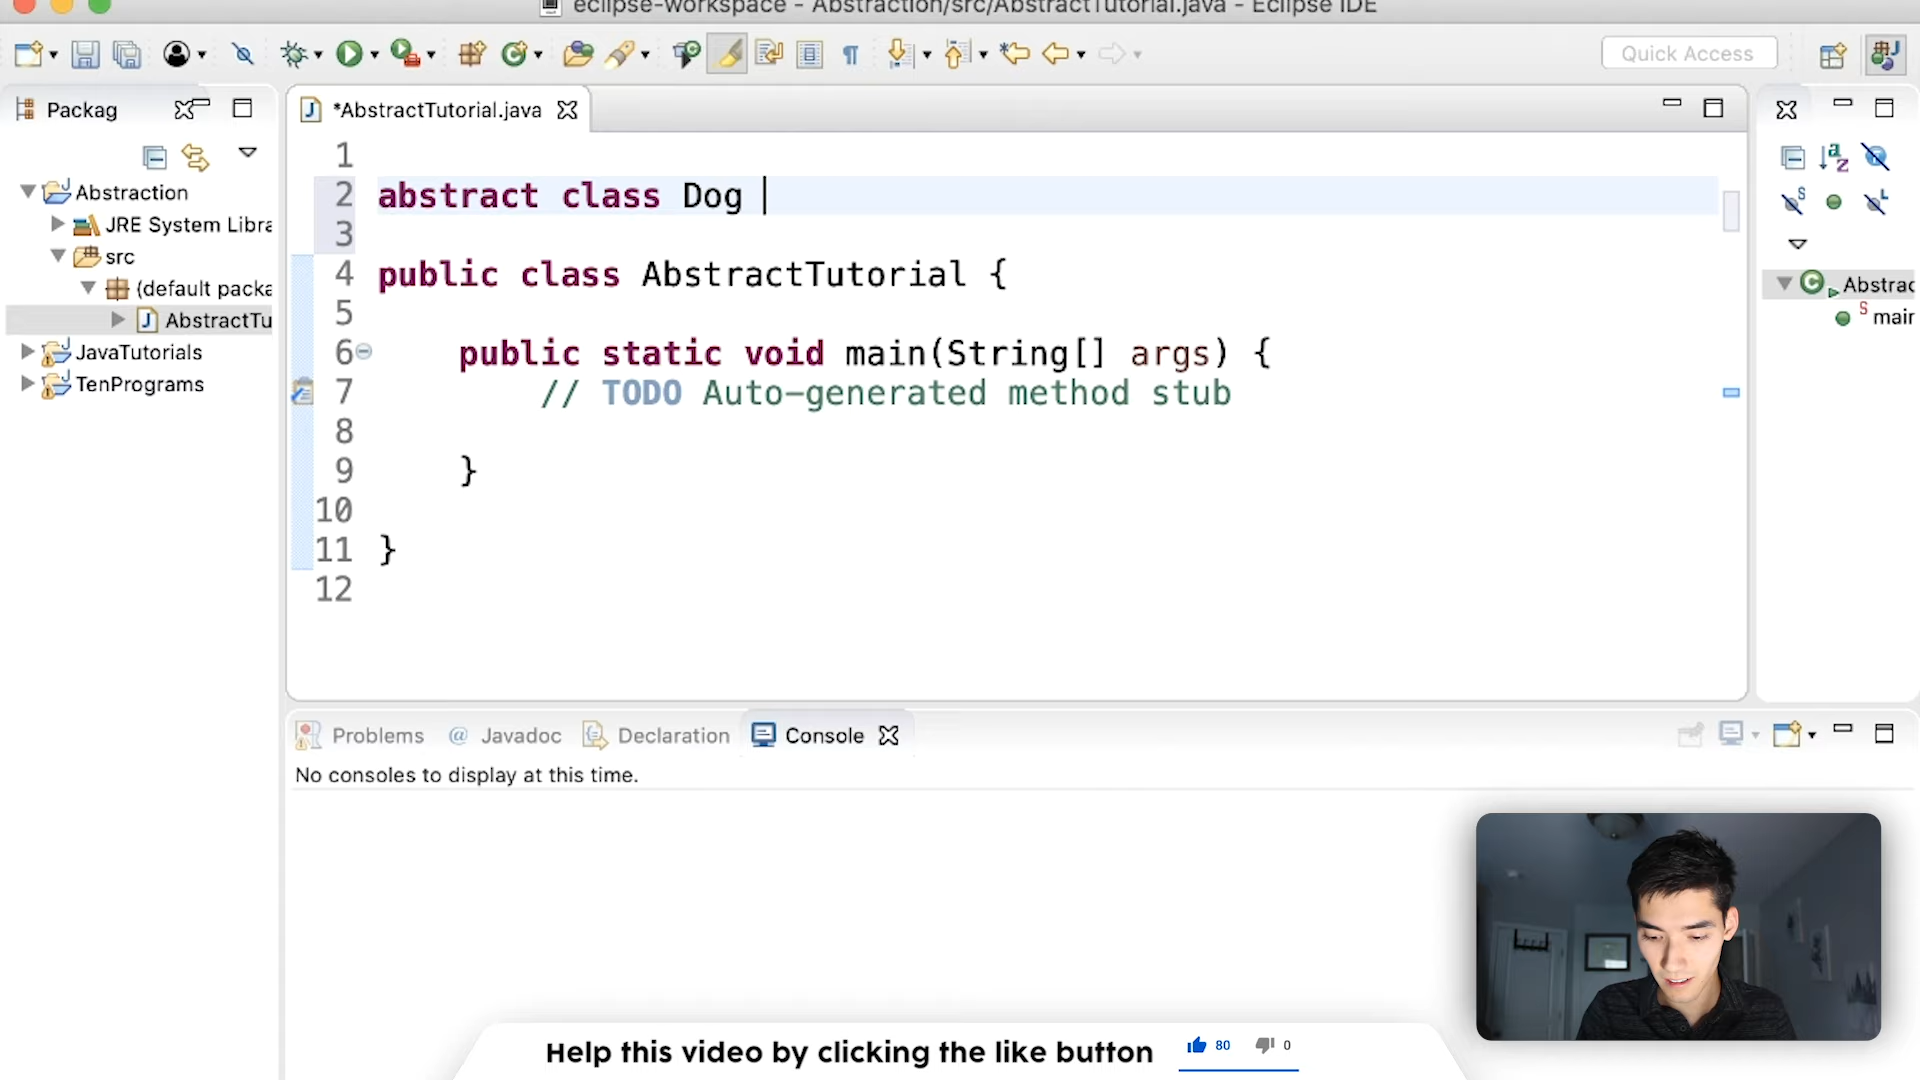 eclipse-workspace - Abstraction/src/AbstractTutorial.java - Eclipse IDE
Quick Access
Packag
*AbstractTutorial.java
Abstraction
JRE System Libra
src
(default packa
AbstractTu
JavaTutorials
TenPrograms
1
2 abstract class Dog
3
4 public class AbstractTutorial {
5
6 public static void main(String[] args) {
7 // TODO Auto-generated method stub
8
9 }
10
11 }
12
Abstrac
main
Problems @ Javadoc Declaration Console
No consoles to display at this time.
Help this video by clicking the like button 80 0